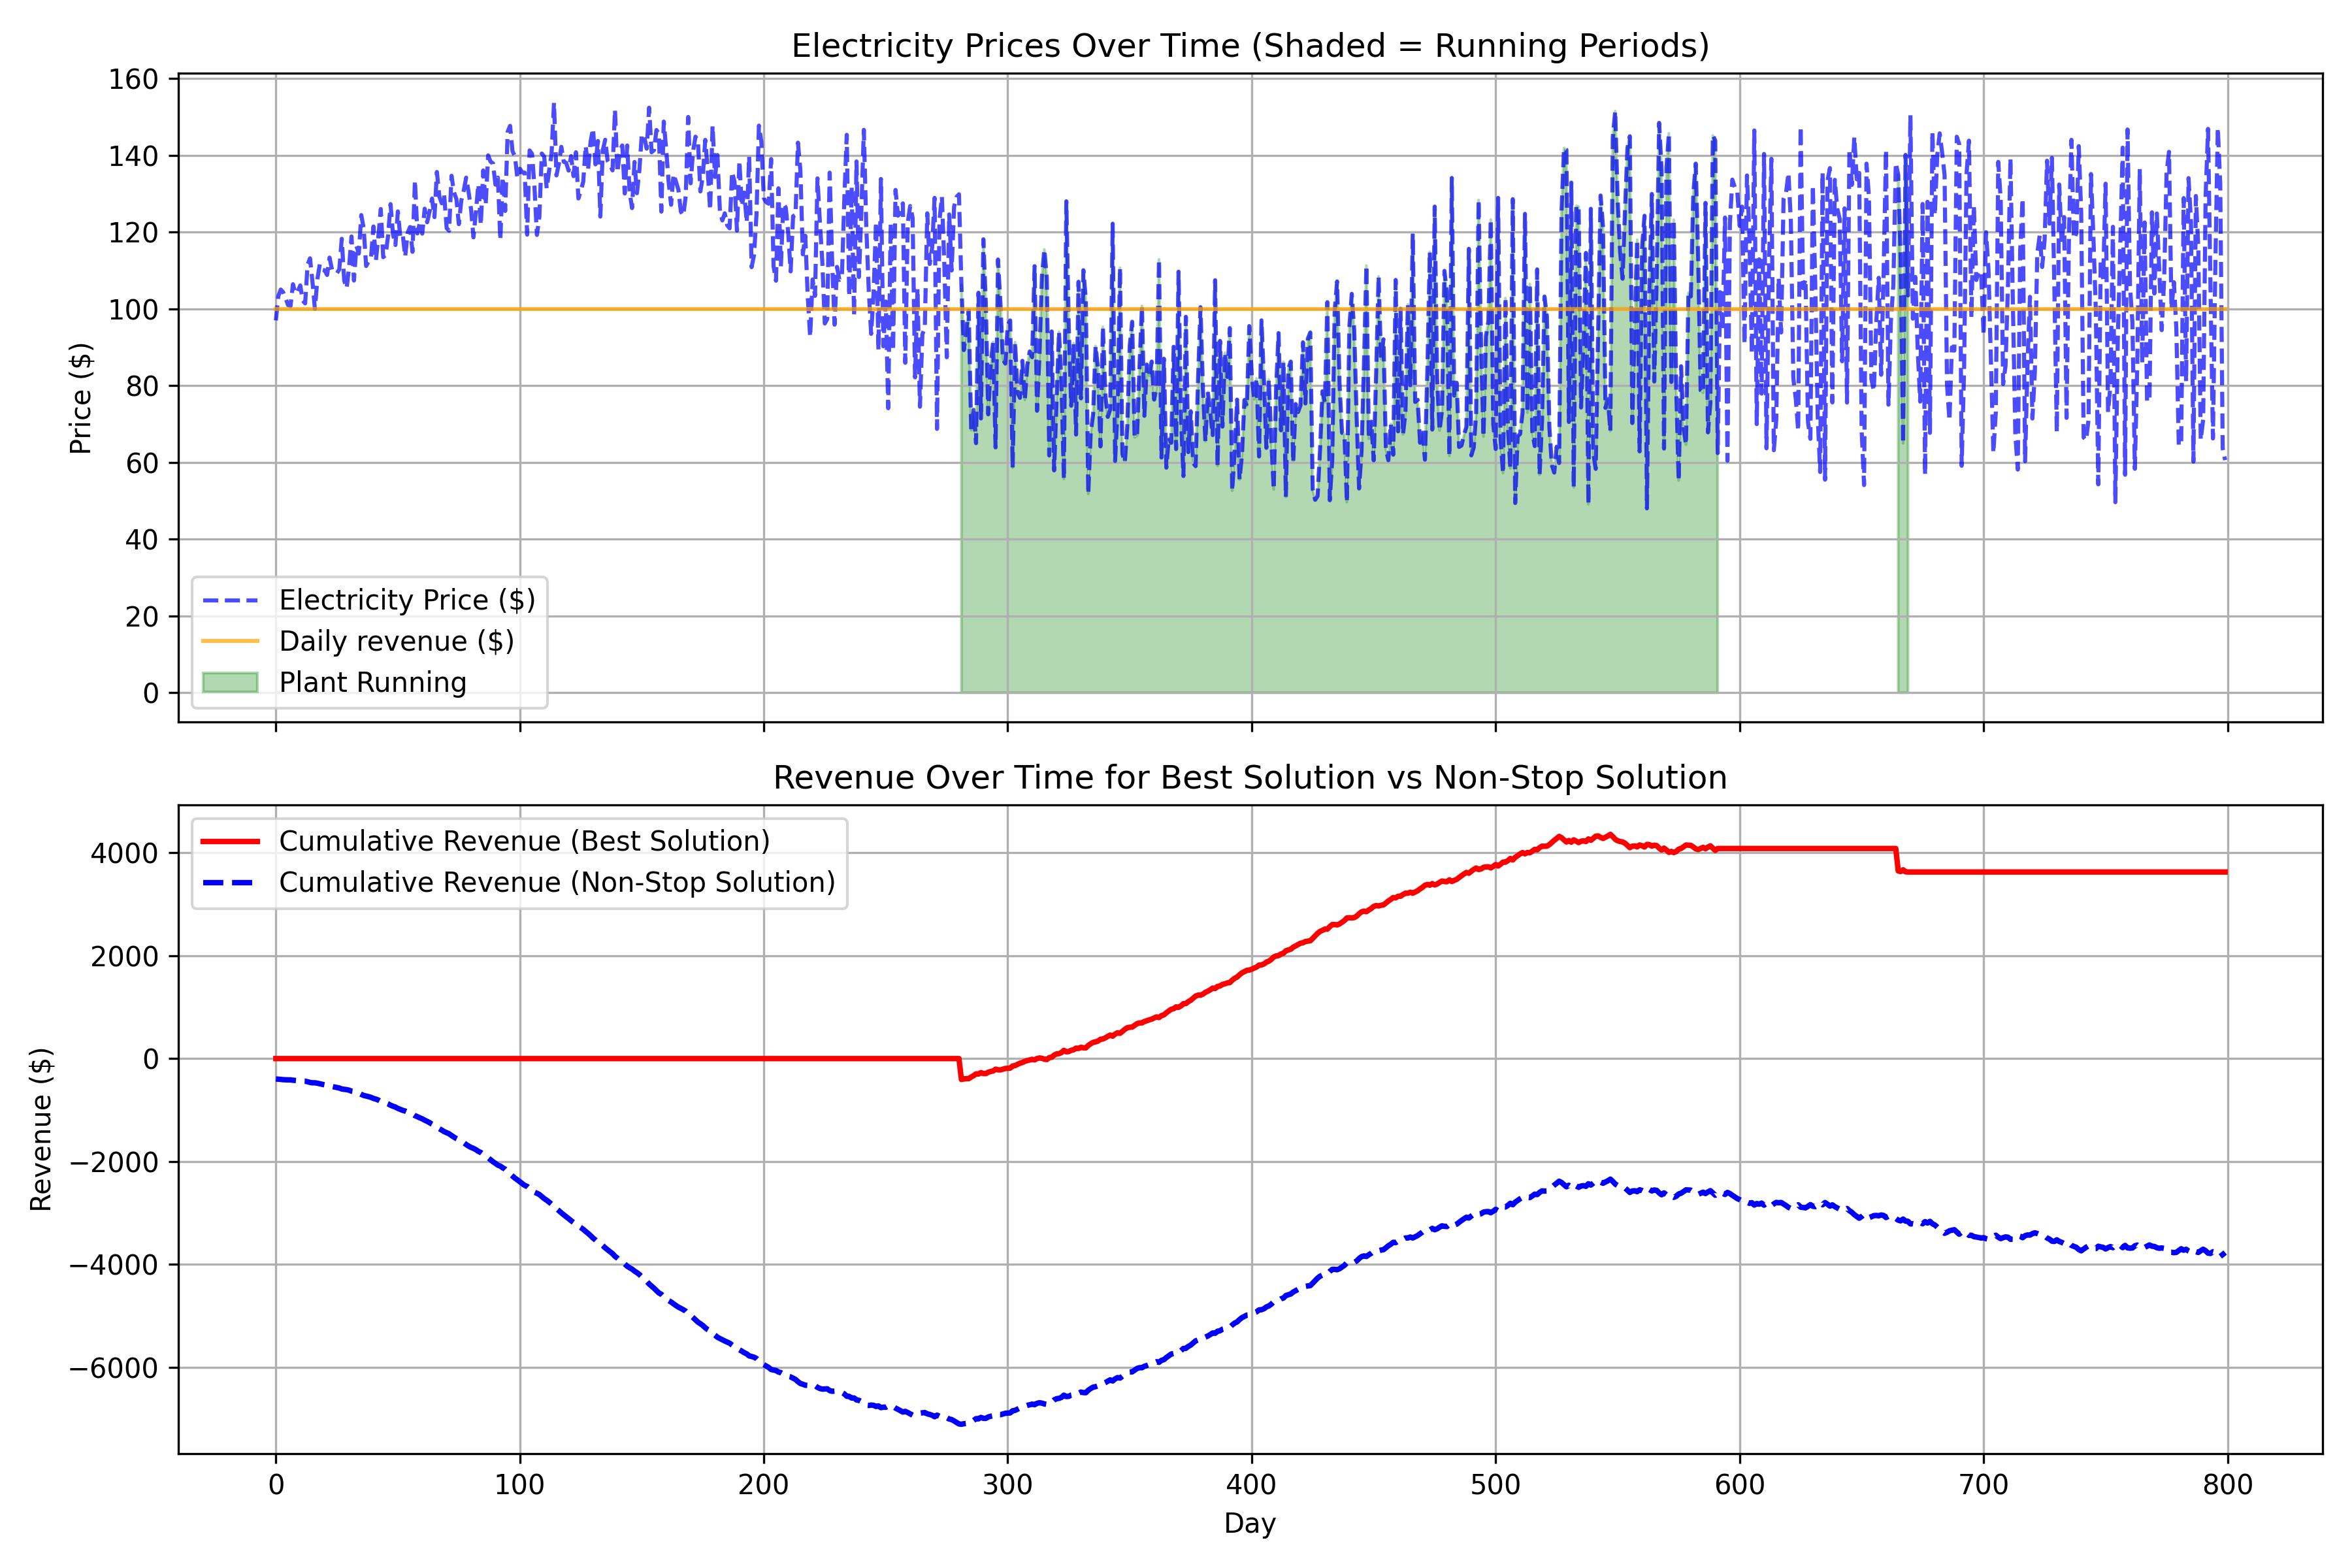 Electricity Prices Over Time (Shaded = Running Periods)
160
140
120
100
80
60
40
20
0
Price ($)
Electricity Price ($)
Daily revenue ($)
Plant Running
Revenue Over Time for Best Solution vs Non-Stop Solution
Cumulative Revenue (Best Solution)
Cumulative Revenue (Non-Stop Solution)
4000
2000
0
−2000
−4000
−6000
Revenue ($)
0 100 200 300 400 500 600 700 800
Day